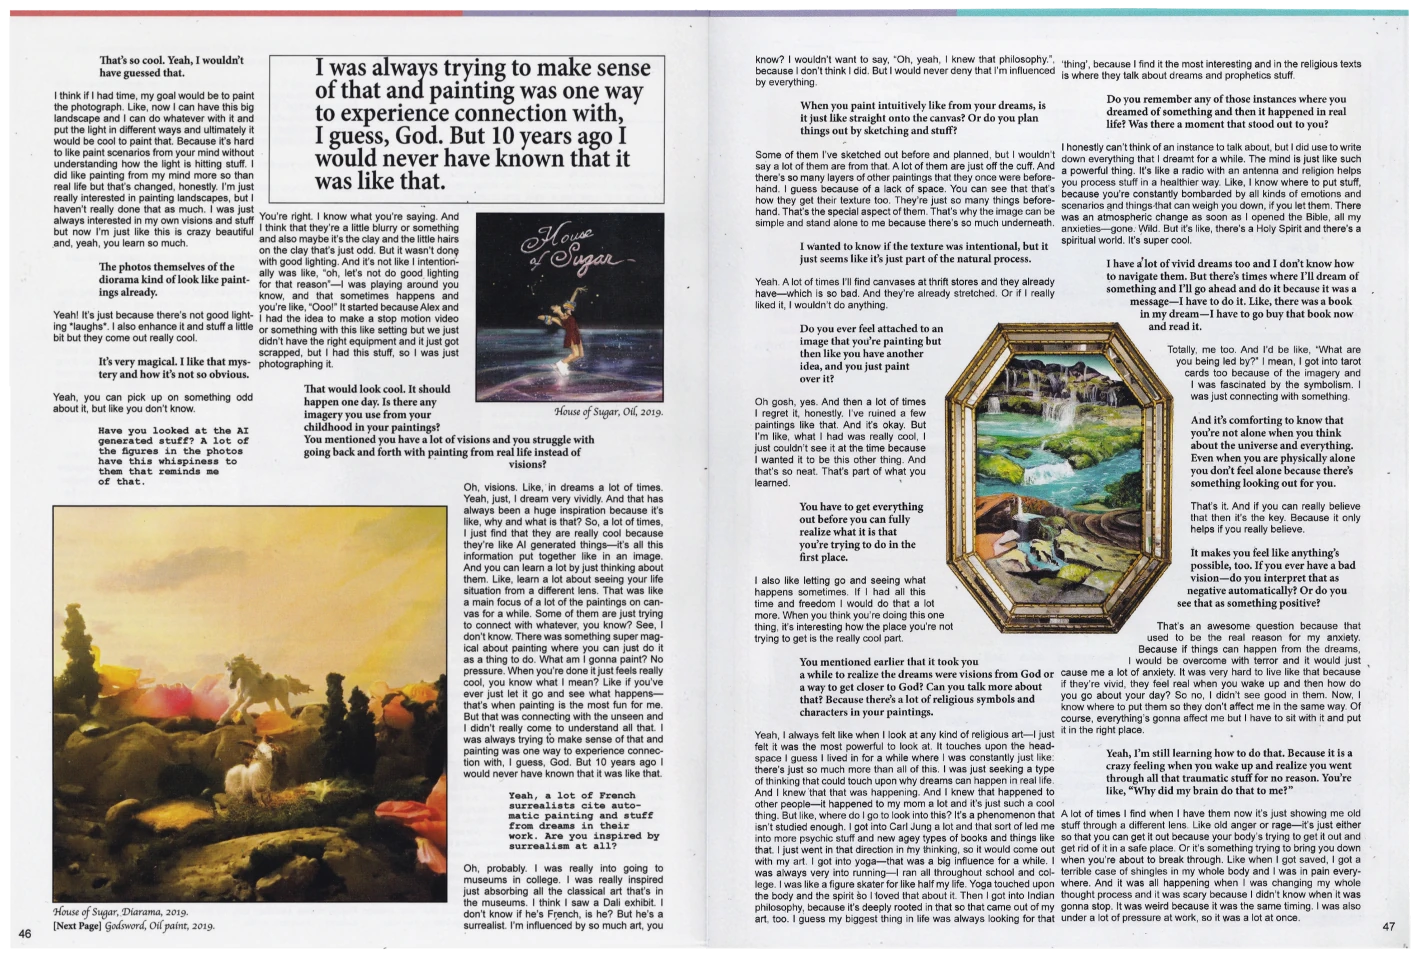 That's so cool. Yeah, I wouldn't
have guessed that.
I think if I had time, my goal would be to paint
the photograph. Like, now I can have this big
landscape and I can do whatever with it and
put the light in different ways and ultimately it
would be cool to paint that. Because it's hard
to like paint scenarios from your mind without
understanding how the light is hitting stuff. I
did like painting from my mind more so than
real life but that's changed, honestly. I'm just
really interested in painting landscapes, but I
haven't really done that as much. I was just
always interested in my own visions and stuff
but now I'm just like this is crazy beautiful
and, yeah, you learn so much.
The photos themselves of the
diorama kind of look like paint-
ings already.
Yeah! It's just because there's not good light-
ing *laughs*. I also enhance it and stuff a little
bit but they come out really cool.
It's very magical. I like that mys-
tery and how it's not so obvious.
Yeah, you can pick up on something odd
about it, but like you don't know.
Have you looked at the AI
generated stuff? A lot of
the figures in the photos
have this whispiness to
them that reminds me
of that.
I was always trying to make sense
of that and painting was one way
to experience connection with,
I guess, God. But 10 years ago I
would never have known that it
was like that.
You're right. I know what you're saying. And
I think that they're a little blurry or something
and also maybe it's the clay and the little hairs
on the clay that's just odd. But it wasn't done
with good lighting. And it's not like I intention-
ally was like, "oh, let's not do good lighting
for that reason"—I was playing around you
know, and that sometimes happens and
you're like, "Ooo!" It started because Alex and
I had the idea to make a stop motion video
or something with this like setting but we just
didn't have the right equipment and it just got
scrapped, but I had this stuff, so I was just
photographing it.
House
of Sugar
House of Sugar, Oil, 2019.
That would look cool. It should
happen one day. Is there any
imagery you use from your
childhood in your paintings?
You mentioned you have a lot of visions and you struggle with
going back and forth with painting from real life instead of
visions?
Oh, visions. Like, in dreams a lot of times.
Yeah, just, I dream very vividly. And that has
always been a huge inspiration because it's
like, why and what is that? So, a lot of times,
I just find that they are really cool because
they're like AI generated things—it's all this
information put together like in an image.
And you can learn a lot by just thinking about
them. Like, learn a lot about seeing your life
situation from a different lens. That was like
a main focus of a lot of the paintings on can-
vas for a while. Some of them are just trying
to connect with whatever, you know? See, I
don't know. There was something super mag-
ical about painting where you can just do it
as a thing to do. What am I gonna paint? No
pressure. When you're done it just feels really
cool, you know what I mean? Like if you've
ever just let it go and see what happens—
that's when painting is the most fun for me.
But that was connecting with the unseen and
I didn't really come to understand all that. I
was always trying to make sense of that and
painting was one way to experience connec-
tion with, I guess, God. But 10 years ago I
would never have known that it was like that.
Yeah, a lot of French
surrealists cite auto-
matic painting and stuff
from dreams in their
work. Are you inspired by
surrealism at all?
Oh, probably. I was really into going to
museums in college. I was really inspired
just absorbing all the classical art that's in
the museums. I think I saw a Dali exhibit. I
don't know if he's French, is he? But he's a
surrealist. I'm influenced by so much art, you
House of Sugar, Diarama, 2019.
[Next Page] Godsword, Oil paint, 2019.
46
know? I wouldn't want to say, "Oh, yeah, I knew that philosophy.",
because I don't think I did. But I would never deny that I'm influenced
by everything.
When you paint intuitively like from your dreams, is
it just like straight onto the canvas? Or do you plan
things out by sketching and stuff?
Some of them I've sketched out before and planned, but I wouldn't
say a lot of them are from that. A lot of them are just off the cuff. And
there's so many layers of other paintings that they once were before-
hand. I guess because of a lack of space. You can see that that's
how they get their texture too. They're just so many things before-
hand. That's the special aspect of them. That's why the image can be
simple and stand alone to me because there's so much underneath.
I wanted to know if the texture was intentional, but it
just seems like it's just part of the natural process.
Yeah. A lot of times I'll find canvases at thrift stores and they already
have—which is so bad. And they're already stretched. Or if I really
liked it, I wouldn't do anything.
Do you ever feel attached to an
image that you're painting but
then like you have another
idea, and you just paint
over it?
Oh gosh, yes. And then a lot of times
I regret it, honestly. I've ruined a few
paintings like that. And it's okay. But
I'm like, what I had was really cool, I
just couldn't see it at the time because
I wanted it to be this other thing. And
that's so neat. That's part of what you
learned.
You have to get everything
out before you can fully
realize what it is that
you're trying to do in the
first place.
I also like letting go and seeing what
happens sometimes. If I had all this
time and freedom I would do that a lot
more. When you think you're doing this one
thing, it's interesting how the place you're not
trying to get is the really cool part.
You mentioned earlier that it took you
a while to realize the dreams were visions from God or
a way to get closer to God? Can you talk more about
that? Because there's a lot of religious symbols and
characters in your paintings.
Yeah, I always felt like when I look at any kind of religious art—I just
felt it was the most powerful to look at. It touches upon the head-
space I guess I lived in for a while where I was constantly just like:
there's just so much more than all of this. I was just seeking a type
of thinking that could touch upon why dreams can happen in real life.
And I knew that that was happening. And I knew that happened to
other people—it happened to my mom a lot and it's just such a cool
thing. But like, where do I go to look into this? It's a phenomenon that
isn't studied enough. I got into Carl Jung a lot and that sort of led me
into more psychic stuff and new agey types of books and things like
that. I just went in that direction in my thinking, so it would come out
with my art. I got into yoga—that was a big influence for a while. I
was always very into running—I ran all throughout school and col-
lege. I was like a figure skater for like half my life. Yoga touched upon
the body and the spirit so I loved that about it. Then I got into Indian
philosophy, because it's deeply rooted in that so that came out of my
art, too. I guess my biggest thing in life was always looking for that
'thing', because I find it the most interesting and in the religious texts
is where they talk about dreams and prophetics stuff.
Do you remember any of those instances where you
dreamed of something and then it happened in real
life? Was there a moment that stood out to you?
I honestly can't think of an instance to talk about, but I did use to write
down everything that I dreamt for a while. The mind is just like such
a powerful thing. It's like a radio with an antenna and religion helps
you process stuff in a healthier way. Like, I know where to put stuff,
because you're constantly bombarded by all kinds of emotions and
scenarios and things that can weigh you down, if you let them. There
was an atmospheric change as soon as I opened the Bible, all my
anxieties—gone. Wild. But it's like, there's a Holy Spirit and there's a
spiritual world. It's super cool.
I have a lot of vivid dreams too and I don't know how
to navigate them. But there's times where I'll dream of
something and I'll go ahead and do it because it was a
message—I have to do it. Like, there was a book
in my dream—I have to go buy that book now
and read it.
Totally, me too. And I'd be like, "What are
you being led by?" I mean, I got into tarot
cards too because of the imagery and
I was fascinated by the symbolism. I
was just connecting with something.
And it's comforting to know that
you're not alone when you think
about the universe and everything.
Even when you are physically alone
you don't feel alone because there's
something looking out for you.
That's it. And if you can really believe
that then it's the key. Because it only
helps if you really believe.
It makes you feel like anything's
possible, too. If you ever have a bad
vision—do you interpret that as
negative automatically? Or do you
see that as something positive?
That's an awesome question because that
used to be the real reason for my anxiety.
Because if things can happen from the dreams,
I would be overcome with terror and it would just
cause me a lot of anxiety. It was very hard to live like that because
if they're vivid, they feel real when you wake up and then how do
you go about your day? So no, I didn't see good in them. Now, I
know where to put them so they don't affect me in the same way. Of
course, everything's gonna affect me but I have to sit with it and put
it in the right place.
Yeah, I'm still learning how to do that. Because it is a
crazy feeling when you wake up and realize you went
through all that traumatic stuff for no reason. You're
like, "Why did my brain do that to me?"
A lot of times I find when I have them now it's just showing me old
stuff through a different lens. Like old anger or rage—it's just either
so that you can get it out because your body's trying to get it out and
get rid of it in a safe place. Or it's something trying to bring you down
when you're about to break through. Like when I got saved, I got a
terrible case of shingles in my whole body and I was in pain every-
where. And it was all happening when I was changing my whole
thought process and it was scary because I didn't know when it was
gonna stop. It was weird because it was the same timing. I was also
under a lot of pressure at work, so it was a lot at once.
47